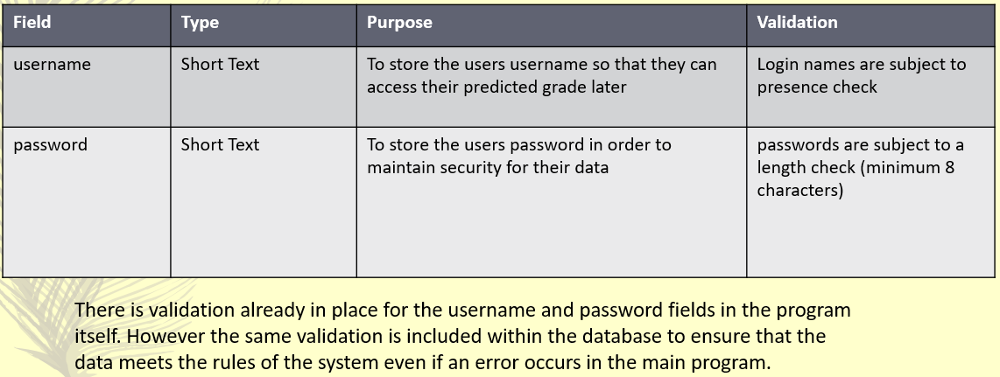 Field Type Purpose Validation
username Short Text To store the users username so that they can Login names are subject to
access their predicted grade later presence check
password Short Text To store the users password in order to passwords are subject to a
maintain security for their data length check (minimum 8
characters)
There is validation already in place for the username and password fields in the program
itself. However the same validation is included within the database to ensure that the
data meets the rules of the system even if an error occurs in the main program.